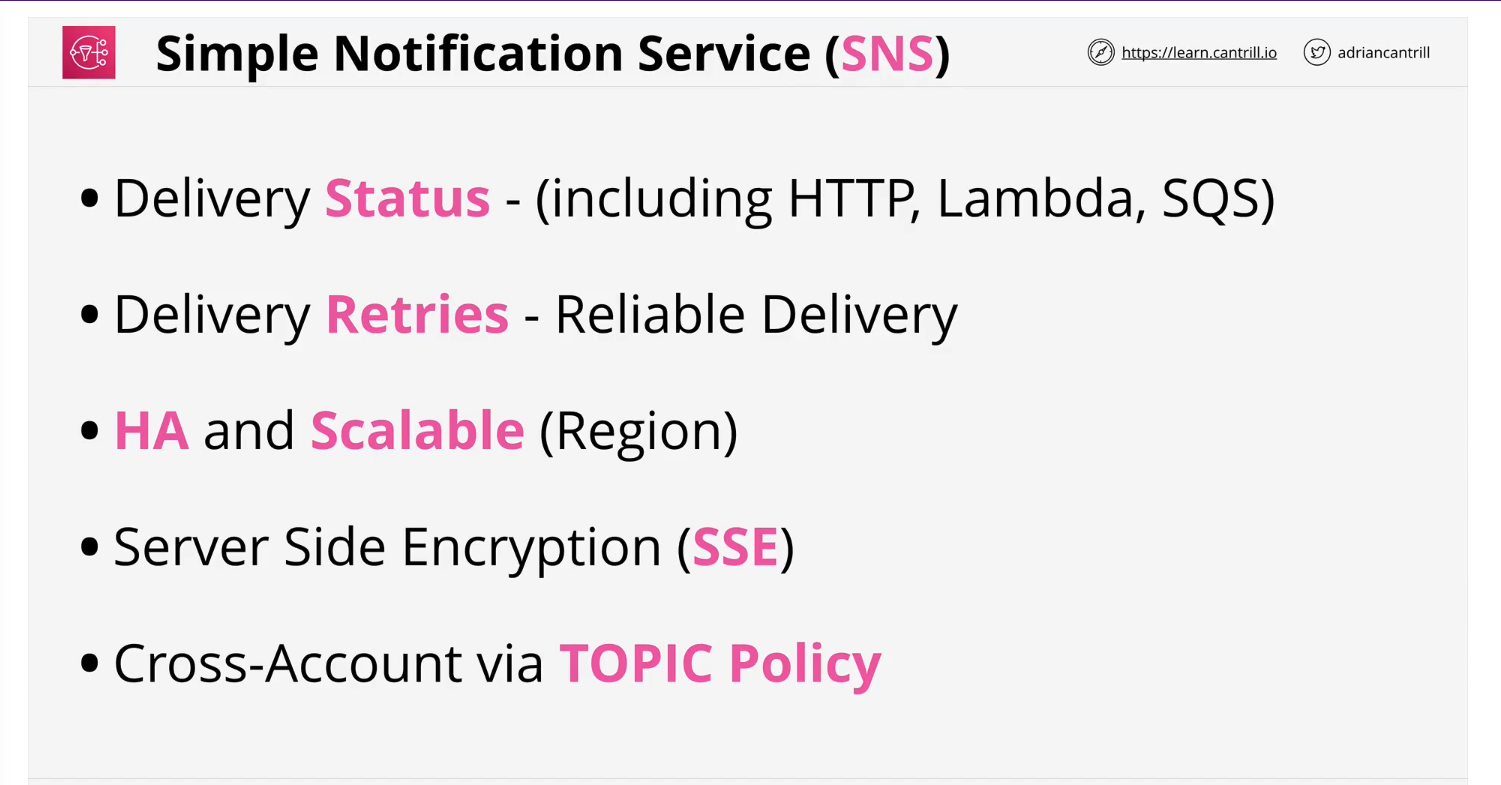 Simple Notification Service (SNS)
https://learn.cantrill.io
adriancantrill
• Delivery Status - (including HTTP, Lambda, SQS)
• Delivery Retries - Reliable Delivery
• HA and Scalable (Region)
• Server Side Encryption (SSE)
• Cross-Account via TOPIC Policy